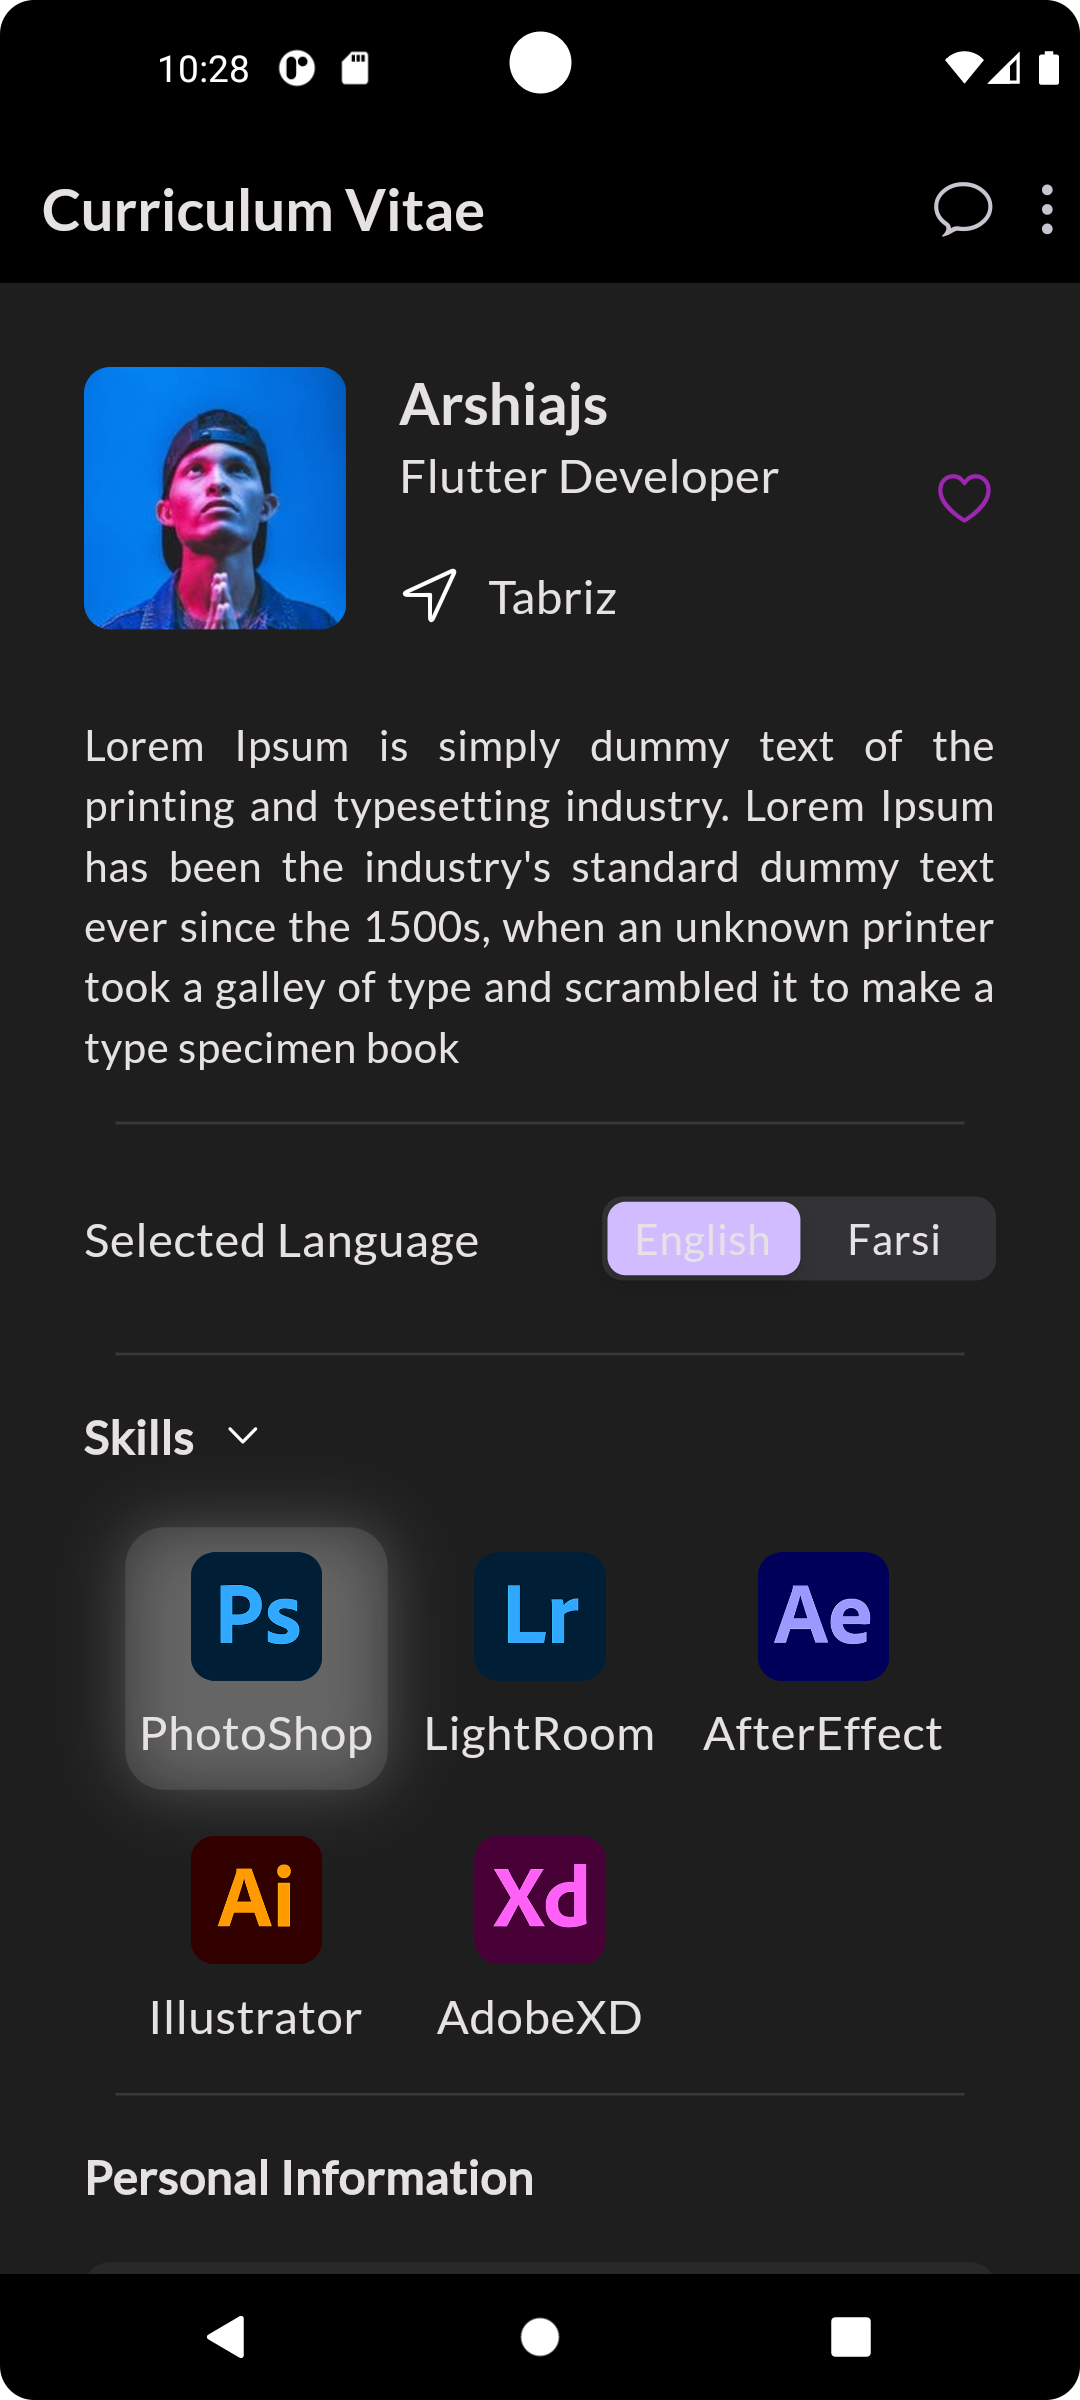 10:28
Curriculum Vitae
Arshiajs
Flutter Developer
Tabriz
Lorem Ipsum is simply dummy text of the
printing and typesetting industry. Lorem Ipsum
has been the industry's standard dummy text
ever since the 1500s, when an unknown printer
took a galley of type and scrambled it to make a
type specimen book
Selected Language English Farsi
Skills
Ps Lr Ae
PhotoShop LightRoom AfterEffect
Ai Xd
Illustrator AdobeXD
Personal Information